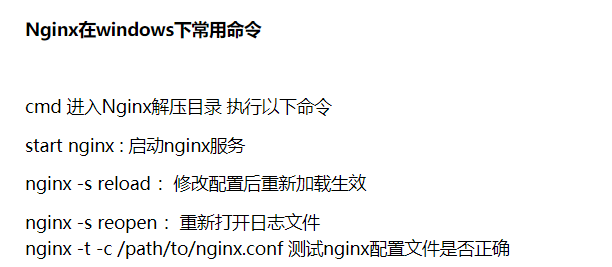 Nginx在windows下常用命令
cmd 进入Nginx解压目录 执行以下命令
start nginx : 启动nginx服务
nginx -s reload ： 修改配置后重新加载生效
nginx -s reopen ： 重新打开日志文件
nginx -t -c /path/to/nginx.conf 测试nginx配置文件是否正确